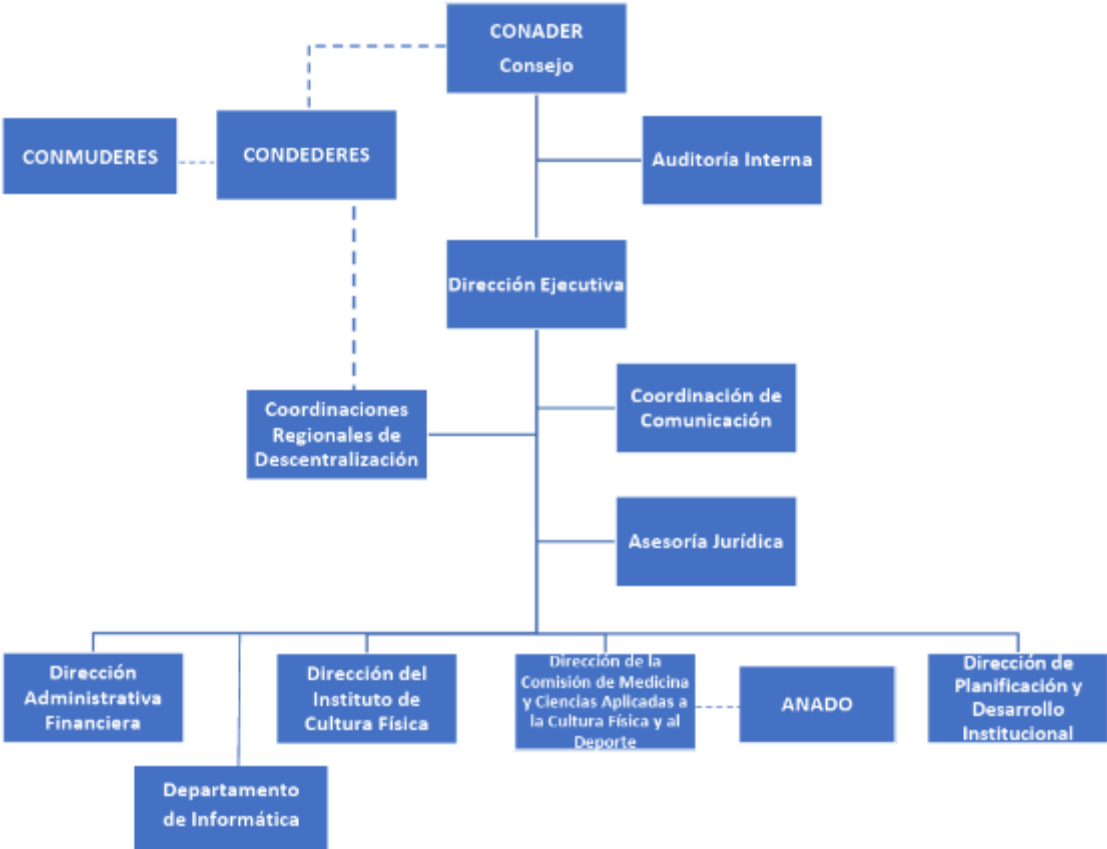 CONADER
Consejo
CONMUDERES
CONDEDERES
Auditoría Interna
Dirección Ejecutiva
Coordinaciones
Regionales de
Descentralización
Coordinación de
Comunicación
Asesoría Jurídica
Dirección
Administrativa
Financiera
Dirección del
Instituto de
Cultura Física
Dirección de la
Comisión de Medicina
y Ciencias Aplicadas a
la Cultura Física y al
Deporte
ANADO
Dirección de
Planificación y
Desarrollo
Institucional
Departamento
de Informática